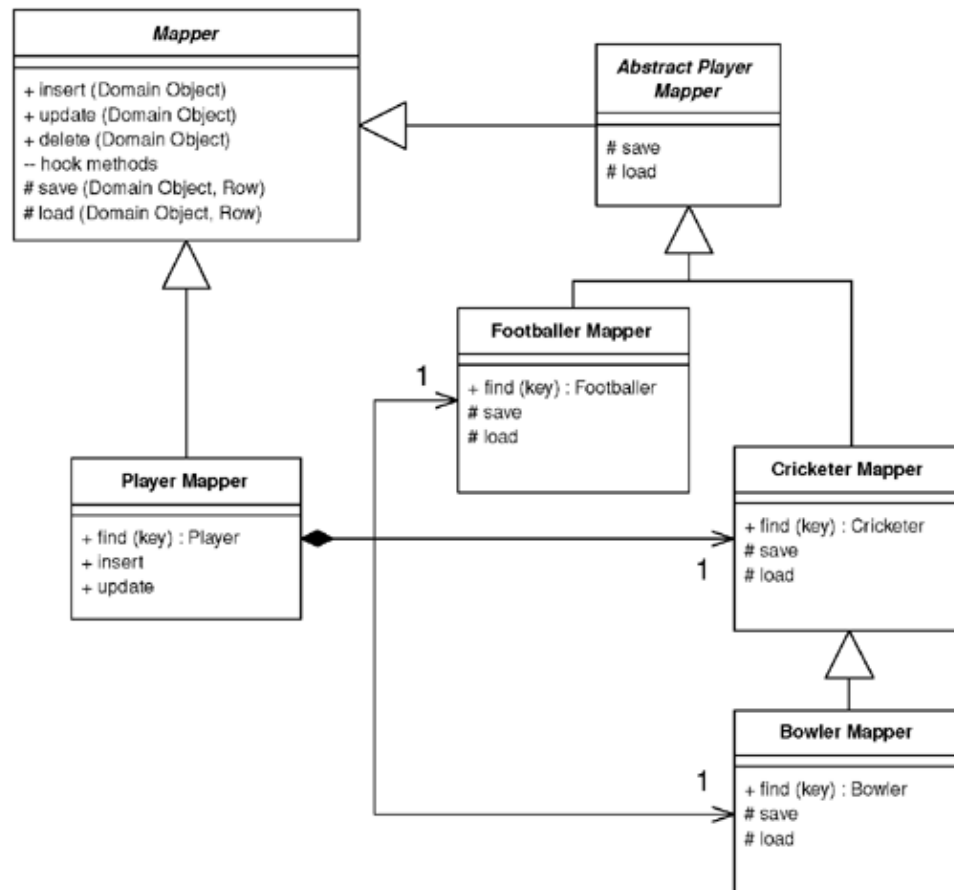 Mapper
+ insert (Domain Object)
+ update (Domain Object)
+ delete (Domain Object)
-- hook methods
# save (Domain Object, Row)
# load (Domain Object, Row)
Abstract Player
Mapper
# save
# load
Footballer Mapper
+ find (key) : Footballer
# save
# load
1
Player Mapper
+ find (key) : Player
+ insert
+ update
Cricketer Mapper
+ find (key) : Cricketer
# save
# load
1
Bowler Mapper
+ find (key) : Bowler
# save
# load
1